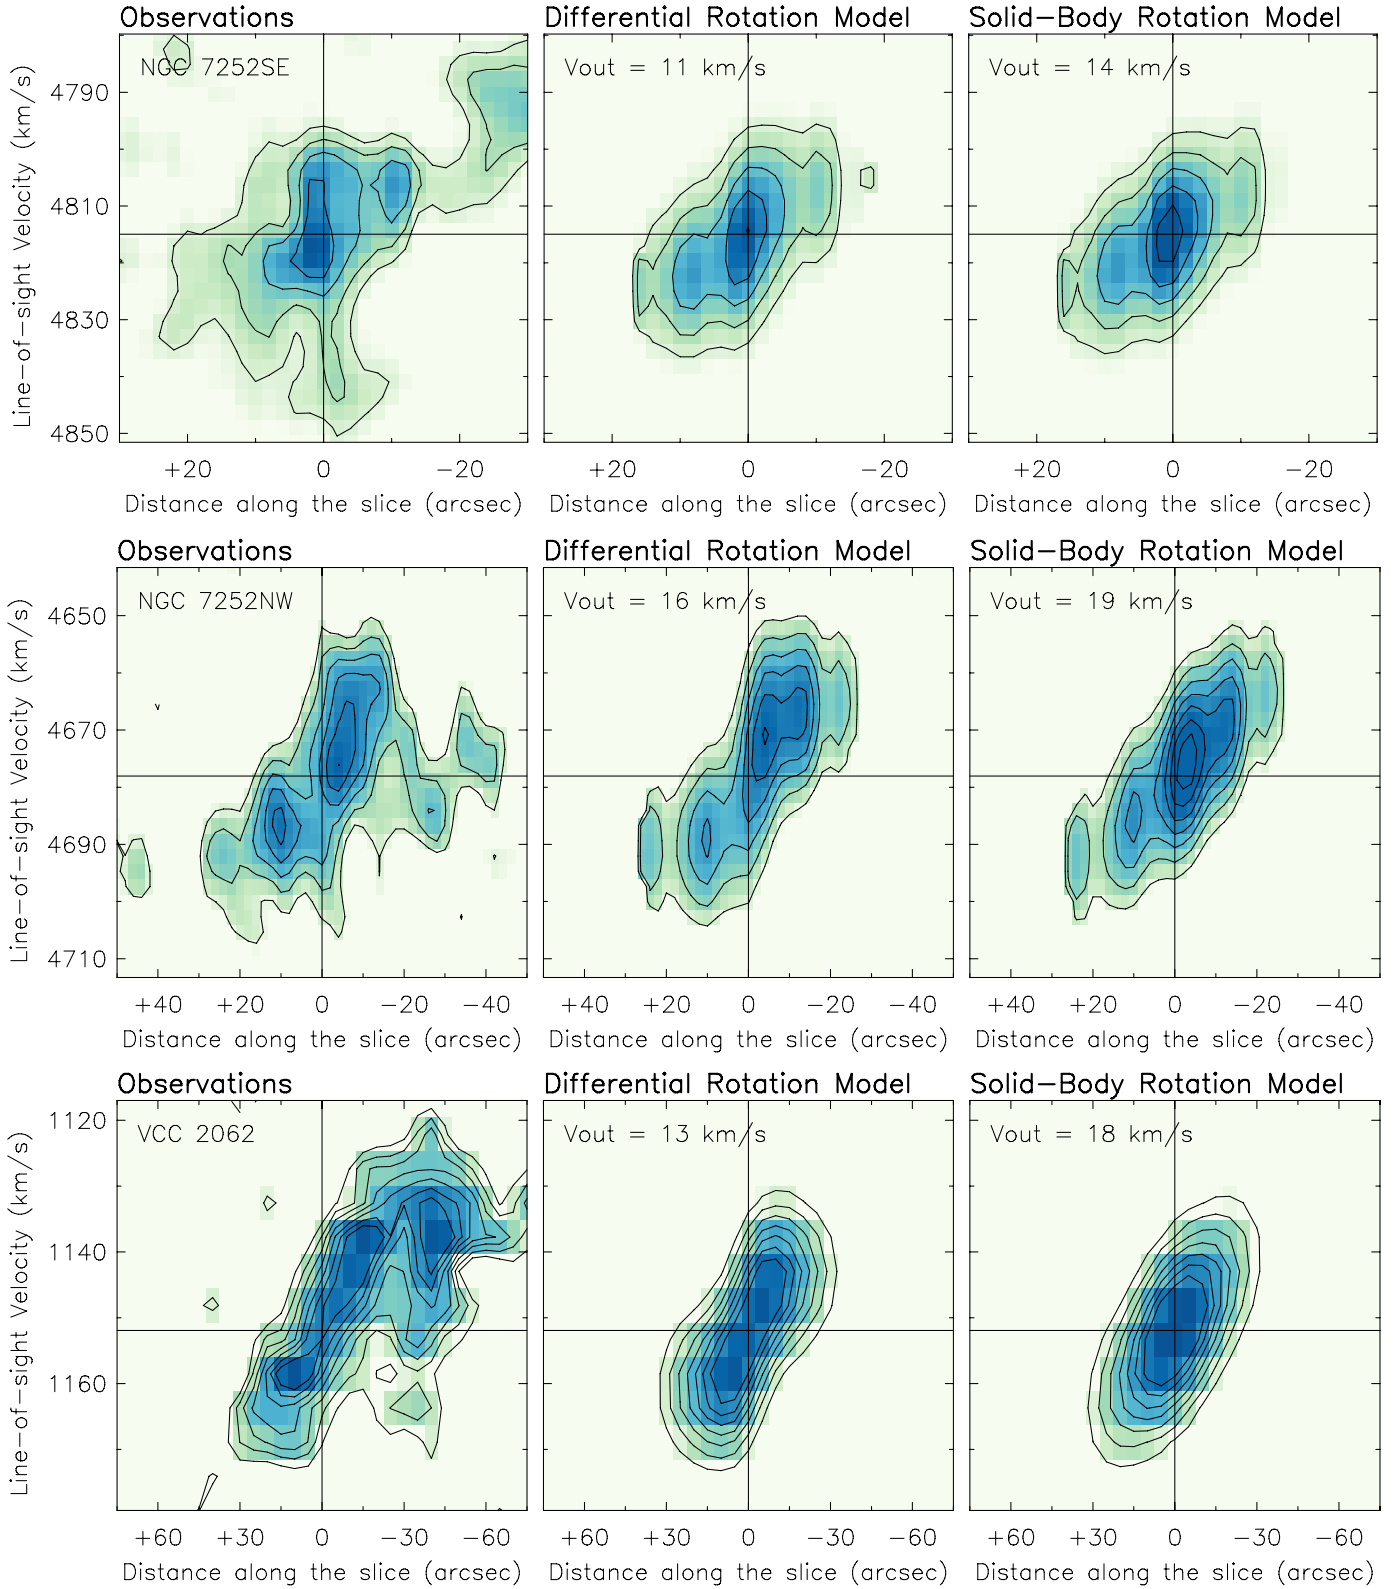 Observations
Differential Rotation Model
Solid-Body Rotation Model
NGC 7252SE
Vout = 11 km/s
Vout = 14 km/s
Line-of-sight Velocity (km/s)
4790
4810
4830
4850
+20 0 -20
+20 0 -20
+20 0 -20
Distance along the slice (arcsec)
Distance along the slice (arcsec)
Distance along the slice (arcsec)
Observations
Differential Rotation Model
Solid-Body Rotation Model
NGC 7252NW
Vout = 16 km/s
Vout = 19 km/s
Line-of-sight Velocity (km/s)
4650
4670
4690
4710
+40 +20 0 -20 -40
+40 +20 0 -20 -40
+40 +20 0 -20 -40
Distance along the slice (arcsec)
Distance along the slice (arcsec)
Distance along the slice (arcsec)
Observations
Differential Rotation Model
Solid-Body Rotation Model
VCC 2062
Vout = 13 km/s
Vout = 18 km/s
Line-of-sight Velocity (km/s)
1120
1140
1160
+60 +30 0 -30 -60
+60 +30 0 -30 -60
+60 +30 0 -30 -60
Distance along the slice (arcsec)
Distance along the slice (arcsec)
Distance along the slice (arcsec)